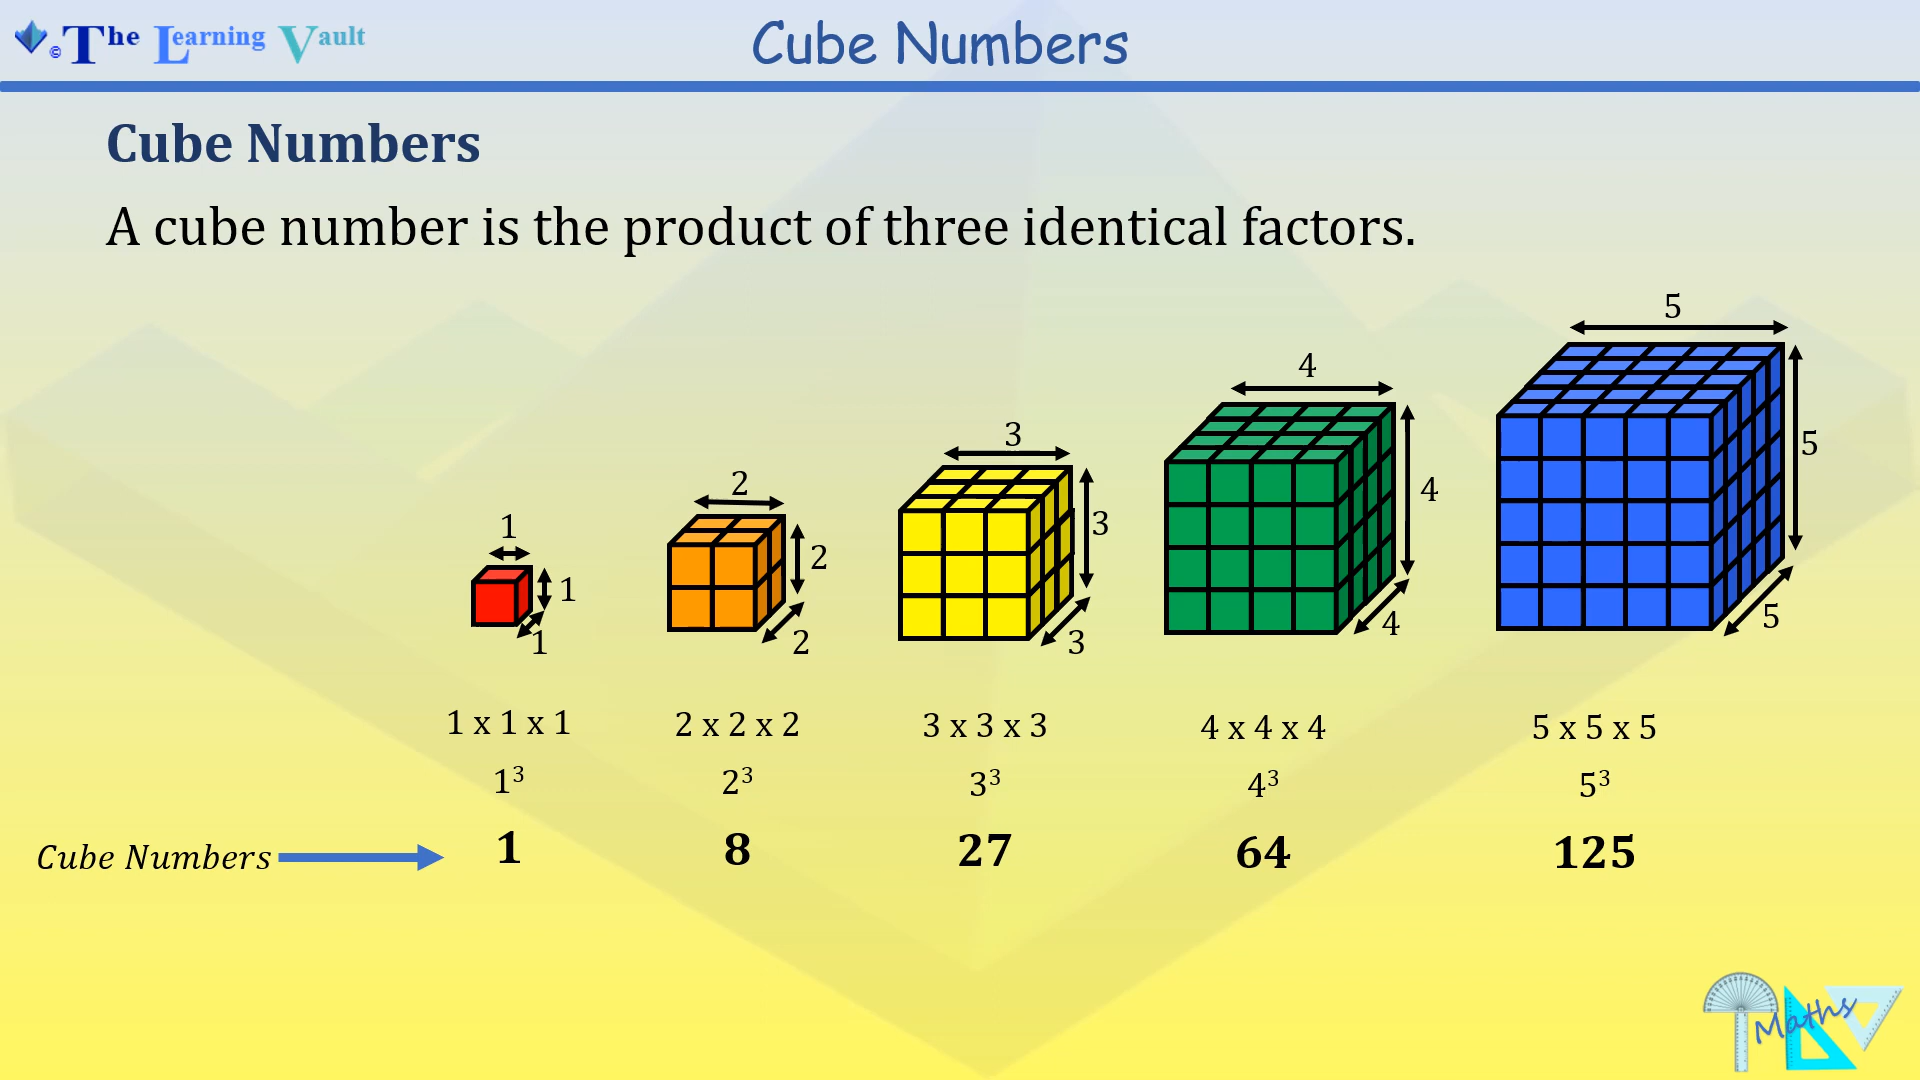 © The Learning Vault
Cube Numbers
Cube Numbers
A cube number is the product of three identical factors.
1
1
1
2
2
2
3
3
3
4
4
4
5
5
5
1 x 1 x 1
2 x 2 x 2
3 x 3 x 3
4 x 4 x 4
5 x 5 x 5
1³
2³
3³
4³
5³
Cube Numbers
1
8
27
64
125
Maths